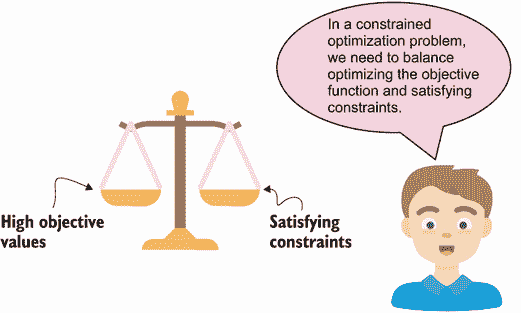 In a constrained
optimization problem,
we need to balance
optimizing the objective
function and satisfying
constraints.
High objective
values
Satisfying
constraints